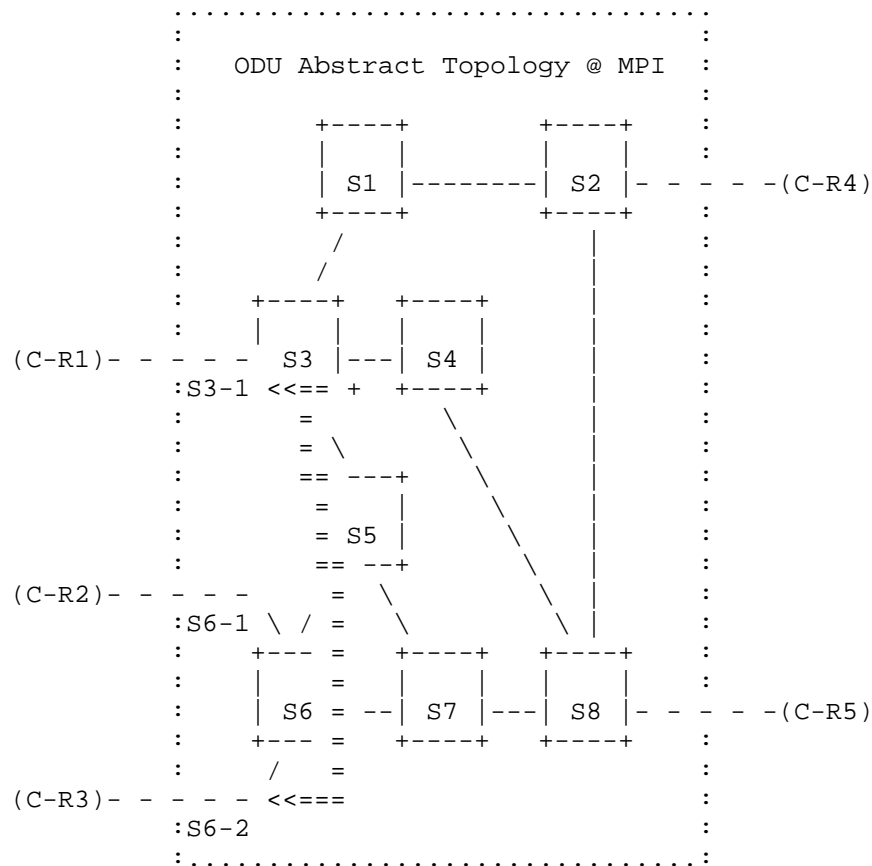 ODU Abstract Topology @ MPI
S1 S2 (C-R4)
(C-R1) S3 S4
S3-1
S5
(C-R2)
S6-1
S6 S7 S8 (C-R5)
(C-R3)
S6-2